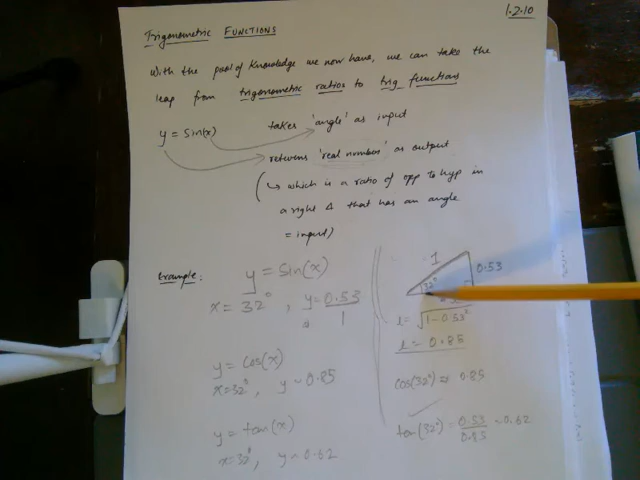 1.2.10
Trigonometric FUNCTIONS
With the pool of knowledge we now have, we can take the
leap from trigonometric ratios to trig functions
y = sin(x) takes 'angle' as input
returns 'real number' as output
(↳ which is a ratio of opp to hyp in
a right Δ that has an angle
= input)
Example:
y = sin(x)
x = 32°, y = 0.53
1
y = cos(x)
x = 32°, y ~ 0.85
y = tan(x)
x = 32°, y ~ 0.62
1
0.53
32°
l = √1 - 0.53²
l = 0.85
cos(32°) ≈ 0.85
tan(32°) = 0.53 ~ 0.62
0.85